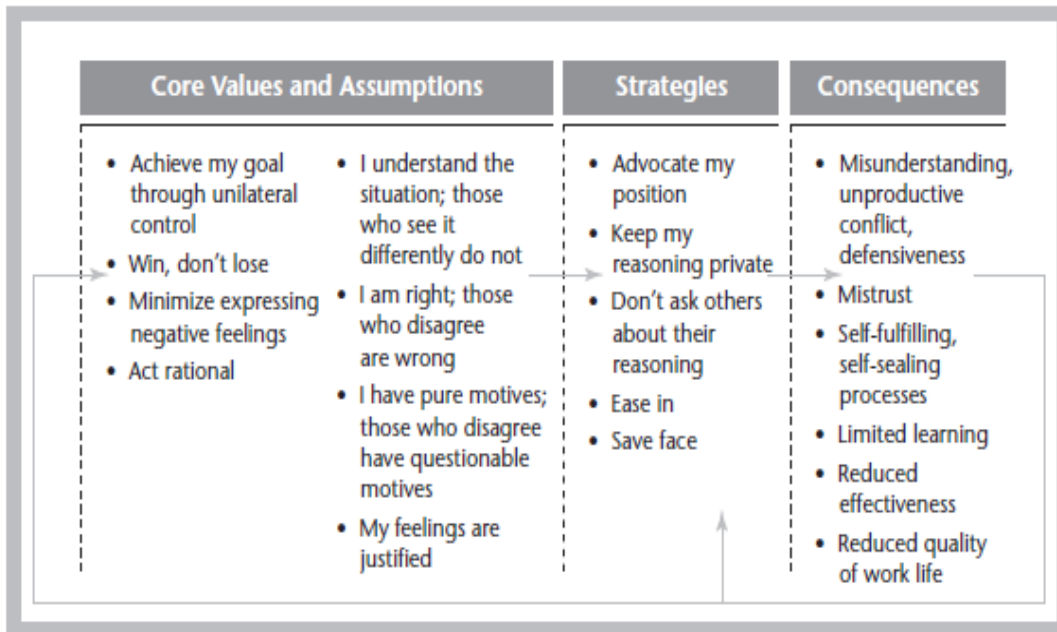 Core Values and Assumptions
• Achieve my goal
through unilateral
control
• Win, don't lose
• Minimize expressing
negative feelings
• Act rational
• I understand the
situation; those
who see it
differently do not
• I am right; those
who disagree
are wrong
• I have pure motives;
those who disagree
have questionable
motives
• My feelings are
justified
Strategies
• Advocate my
position
• Keep my
reasoning private
• Don't ask others
about their
reasoning
• Ease in
• Save face
Consequences
• Misunderstanding,
unproductive
conflict,
defensiveness
• Mistrust
• Self-fulfilling,
self-sealing
processes
• Limited learning
• Reduced
effectiveness
• Reduced quality
of work life